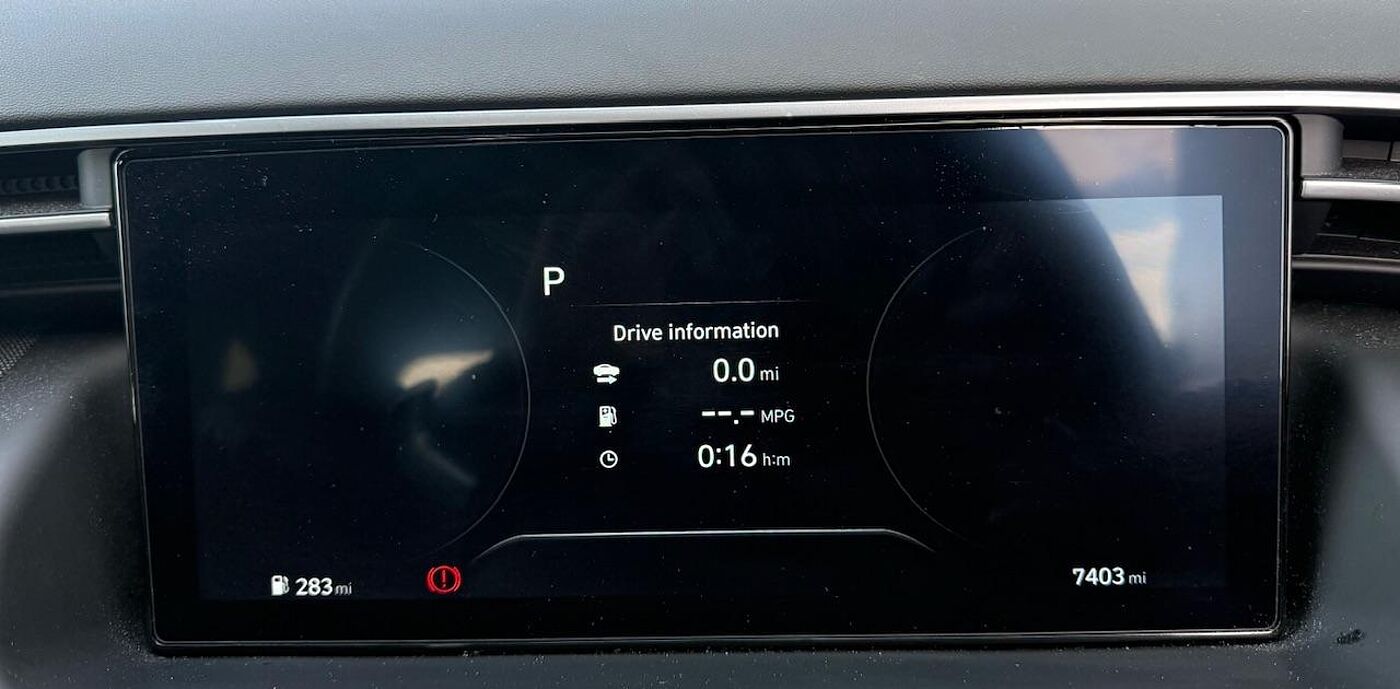 P
Drive information
0.0 mi
--.- MPG
0:16 h:m
283 mi
7403 mi